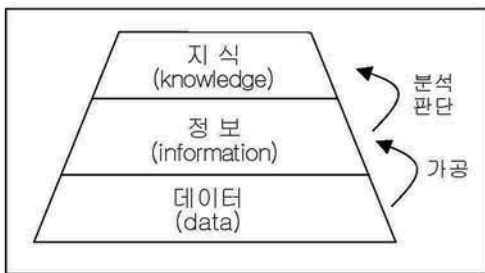 지 식
(knowledge)
분석
판단
정 보
(information)
가공
데이터
(data)